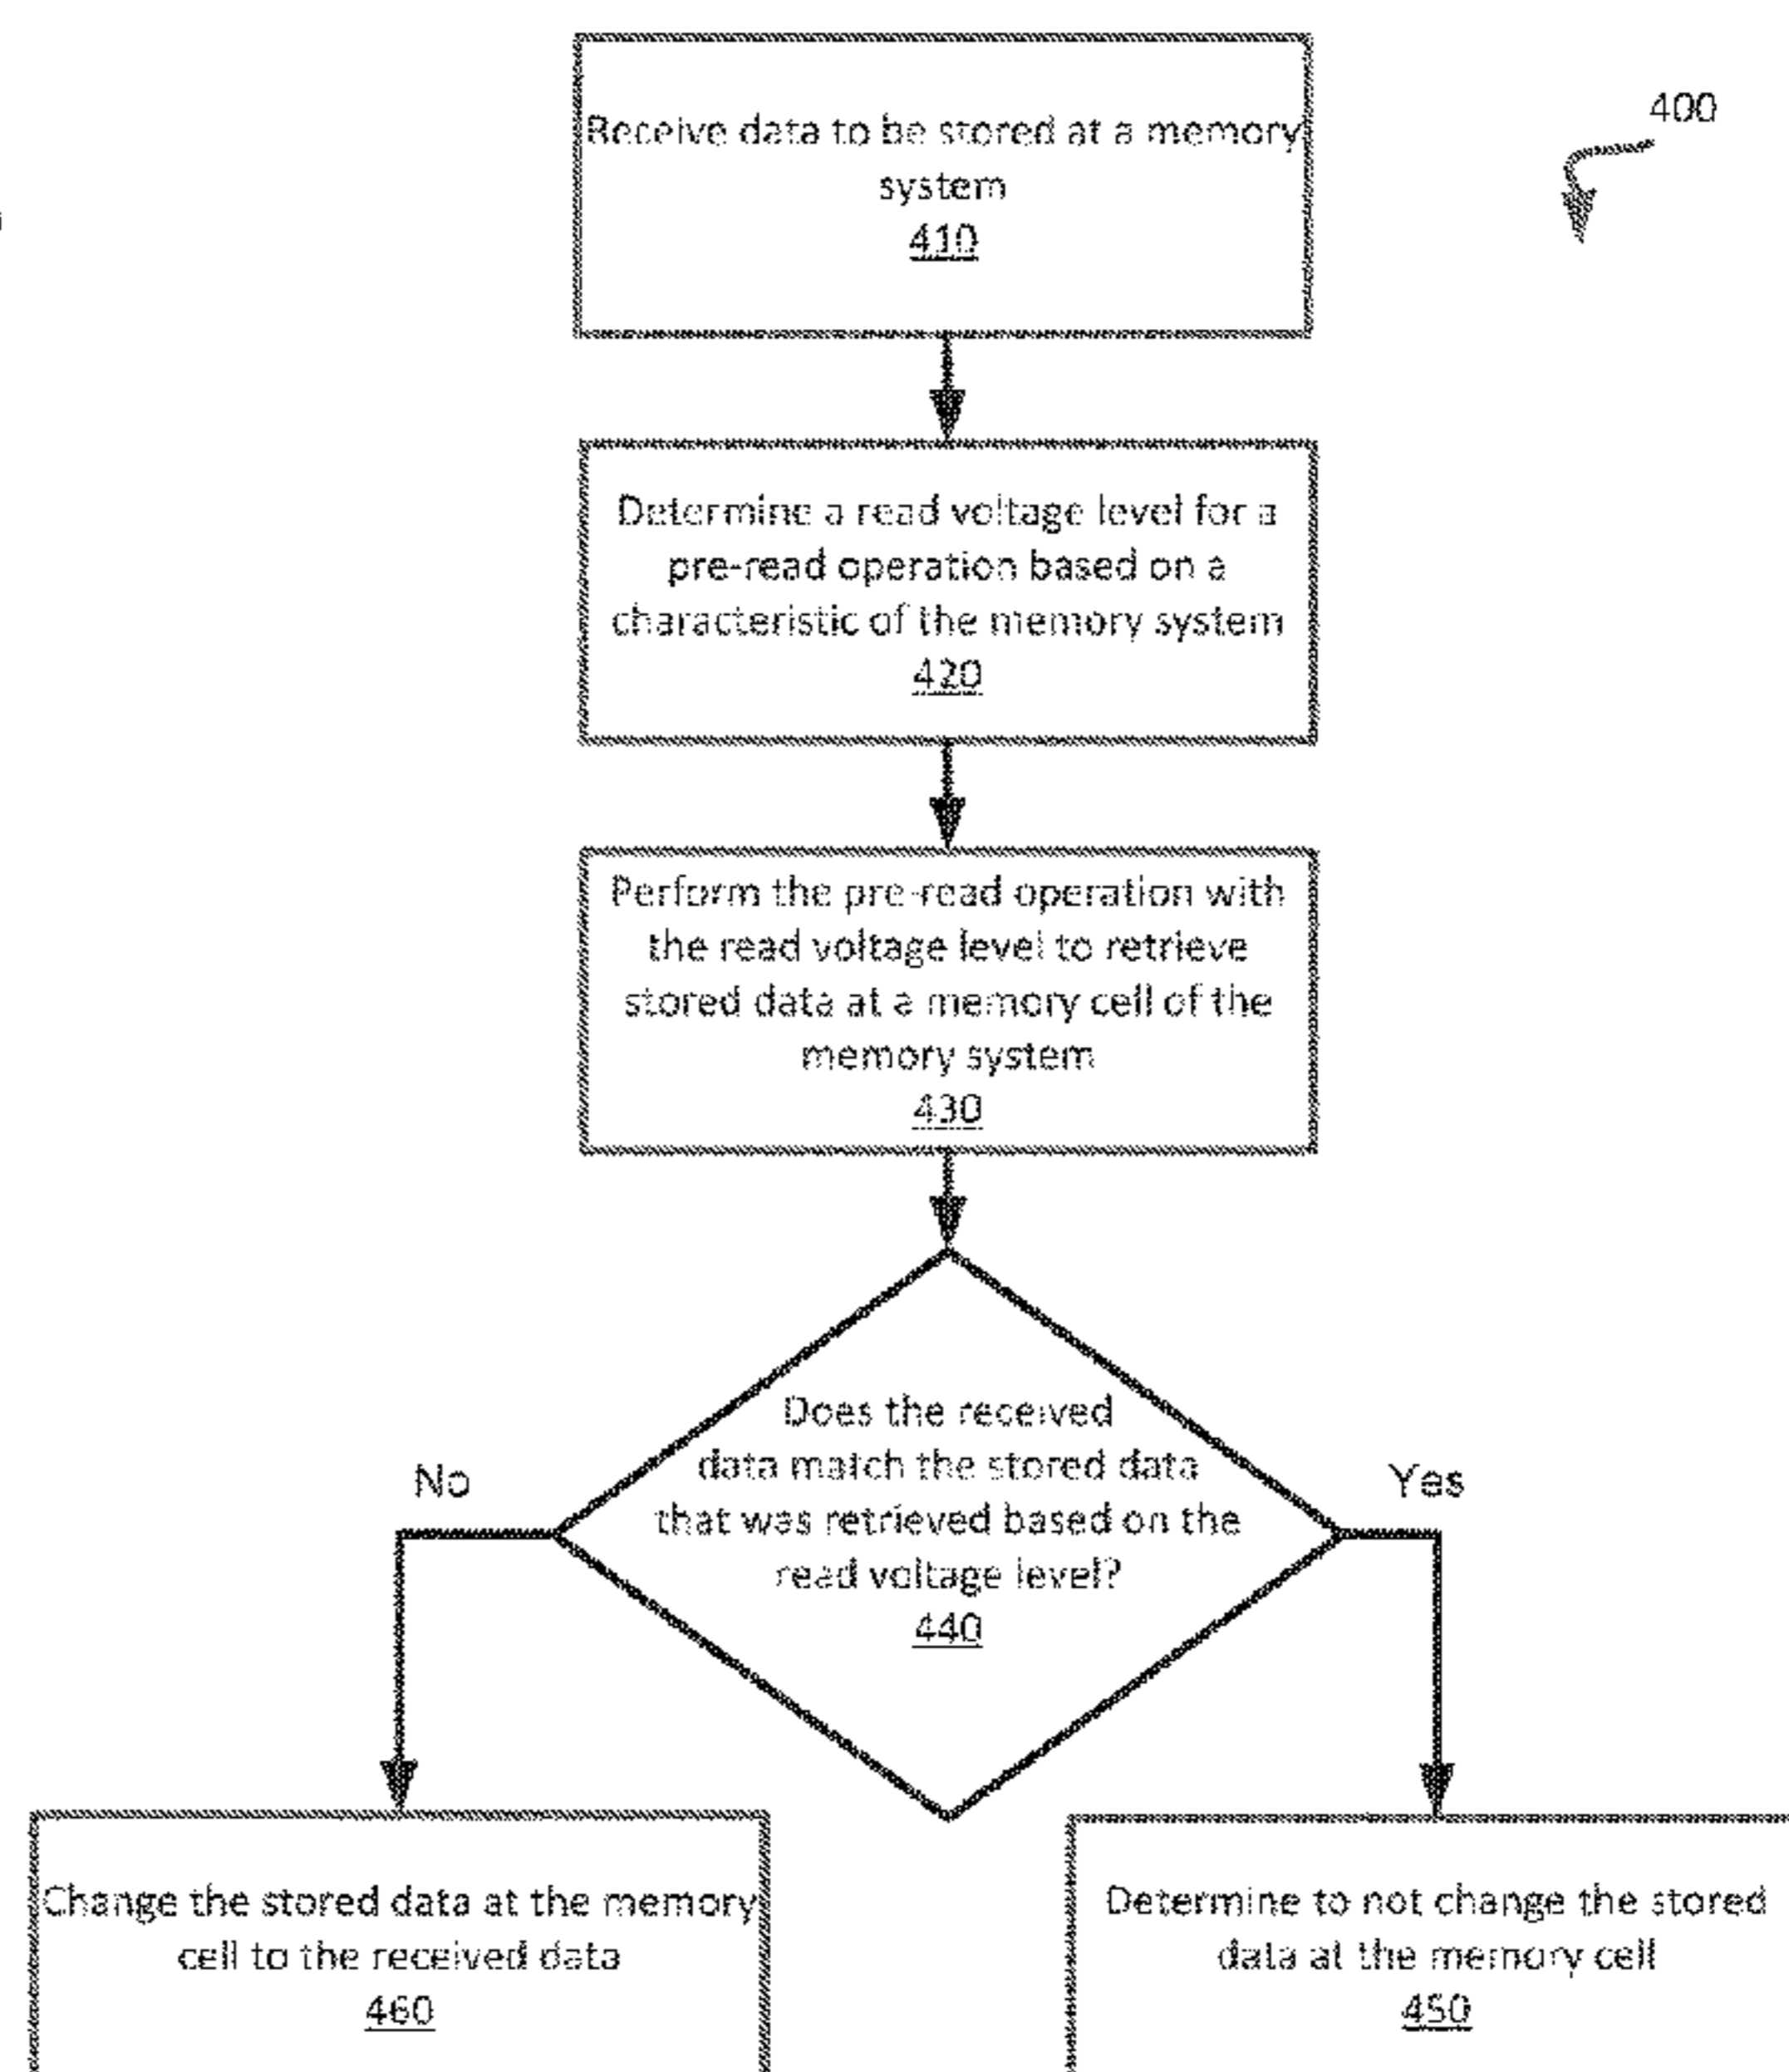 400
Receive data to be stored at a memory
system
410
Determine a read voltage level for a
pre-read operation based on a
characteristic of the memory system
420
Perform the pre-read operation with
the read voltage level to retrieve
stored data at a memory cell of the
memory system
430
Does the received
data match the stored data
that was retrieved based on the
read voltage level?
440
No
Yes
Change the stored data at the memory
cell to the received data
460
Determine to not change the stored
data at the memory cell
450